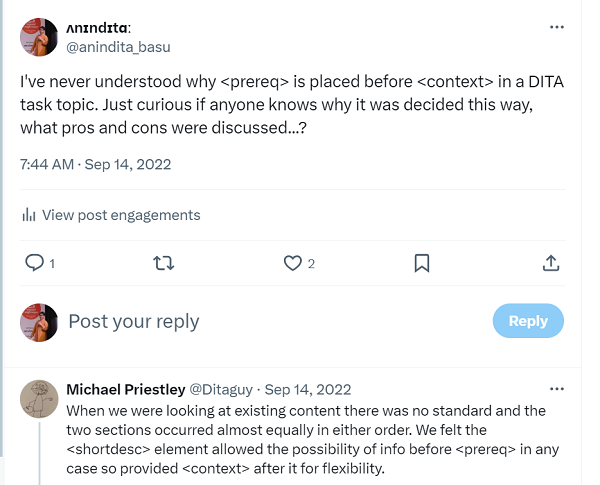 ʌnɪndɪtɑ:
@anindita_basu
I've never understood why <prereq> is placed before <context> in a DITA
task topic. Just curious if anyone knows why it was decided this way,
what pros and cons were discussed...?
7:44 AM · Sep 14, 2022
View post engagements
1
2
Post your reply
Reply
Michael Priestley @Ditaguy · Sep 14, 2022
When we were looking at existing content there was no standard and the
two sections occurred almost equally in either order. We felt the
<shortdesc> element allowed the possibility of info before <prereq> in any
case so provided <context> after it for flexibility.